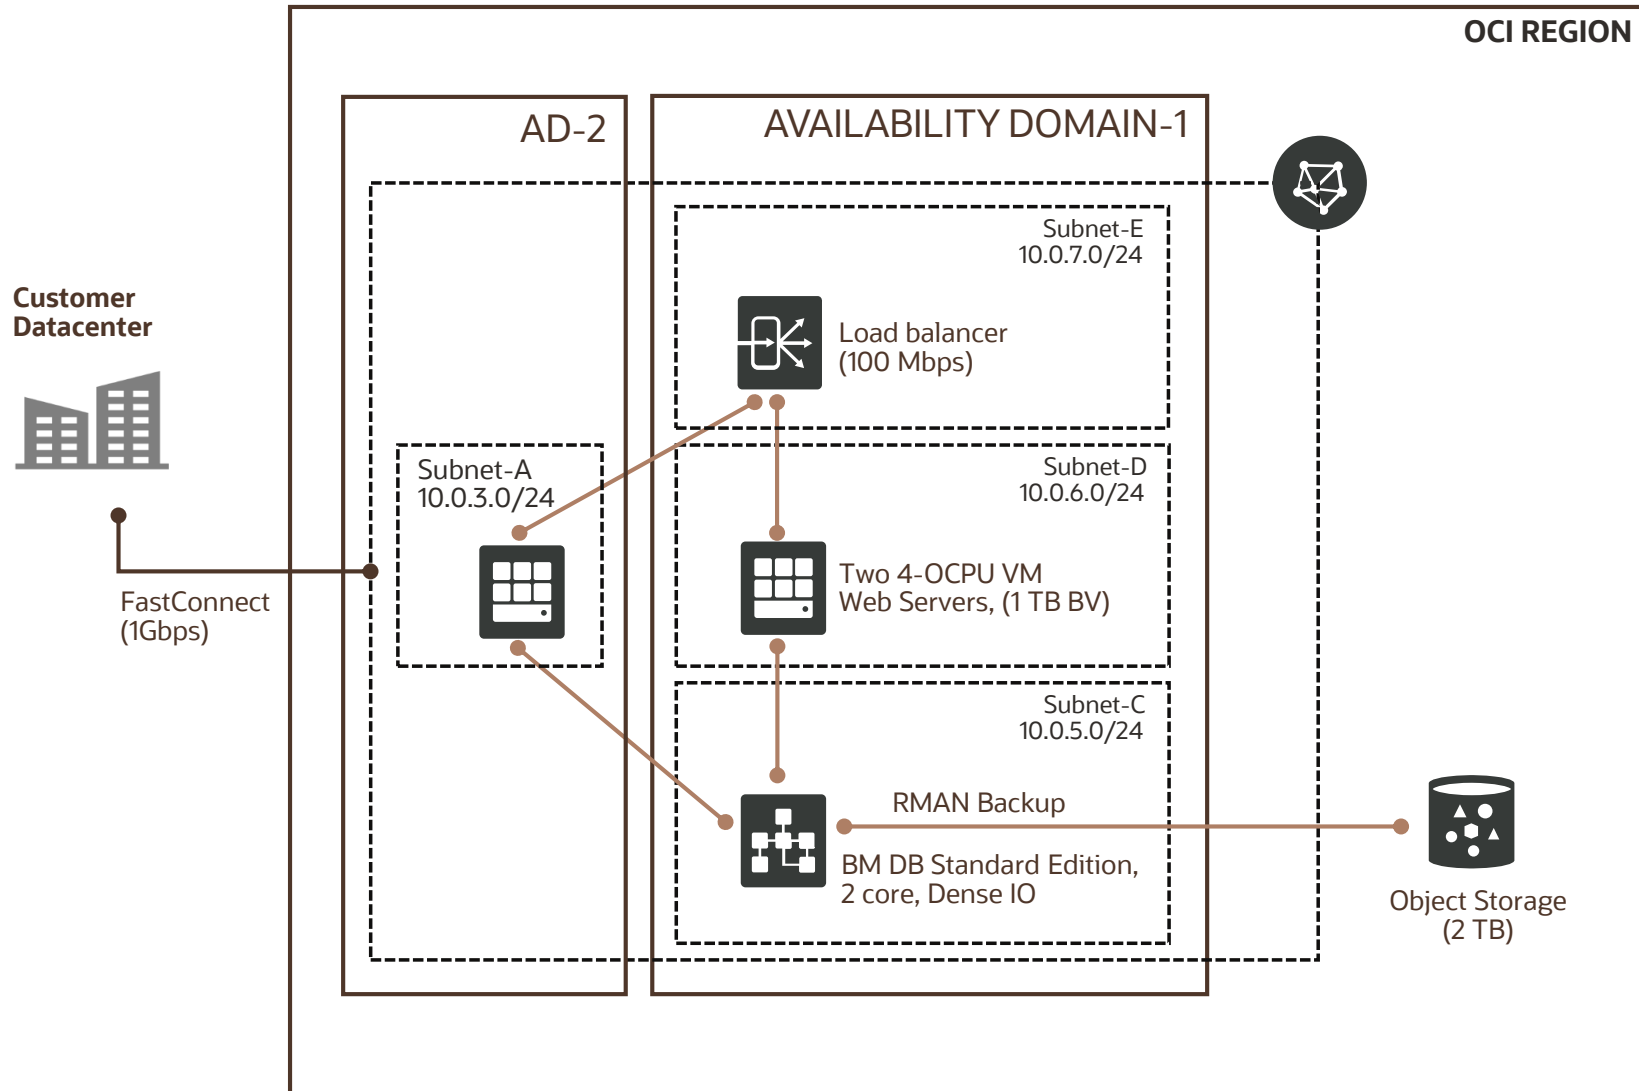 OCI REGION
AD-2
AVAILABILITY DOMAIN-1
Subnet-E
10.0.7.0/24
Customer
Datacenter
Load balancer
(100 Mbps)
Subnet-A
10.0.3.0/24
Subnet-D
10.0.6.0/24
Two 4-OCPU VM
Web Servers, (1 TB BV)
FastConnect
(1Gbps)
Subnet-C
10.0.5.0/24
RMAN Backup
BM DB Standard Edition,
2 core, Dense IO
Object Storage
(2 TB)